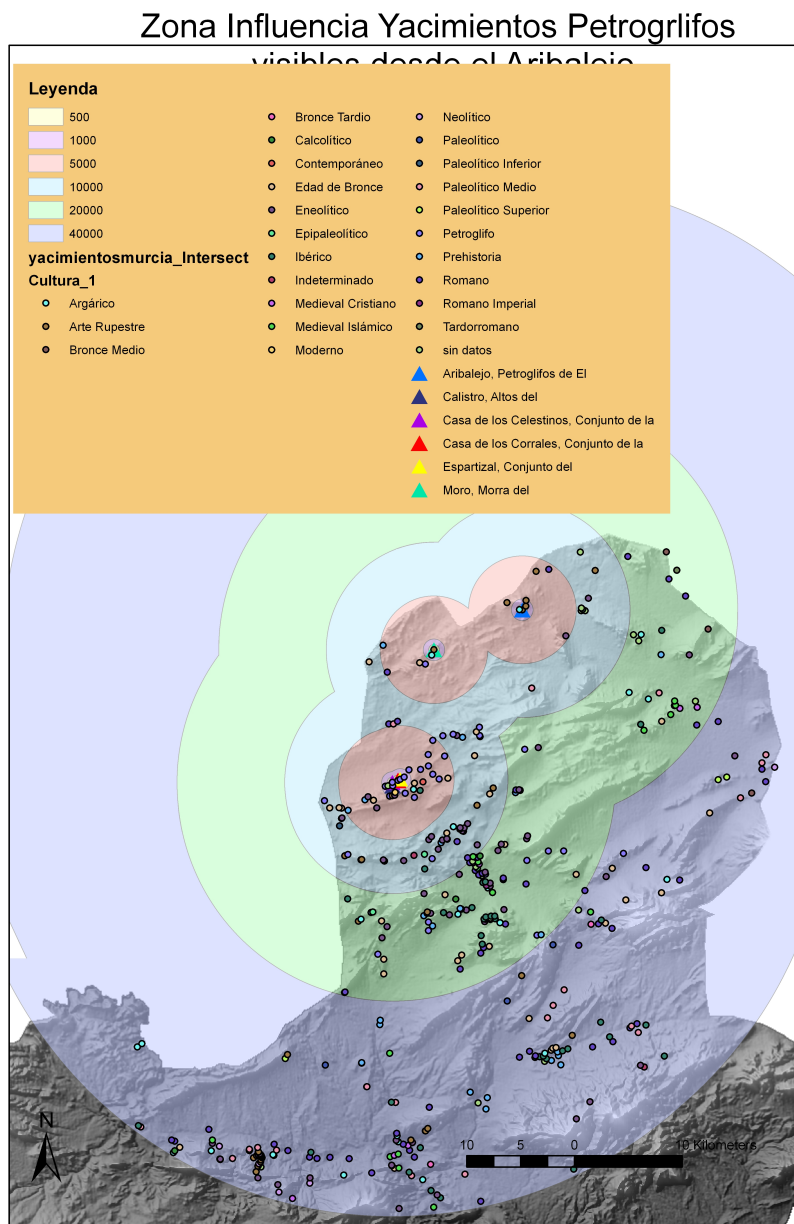 Zona Influencia Yacimientos Petrogrlifos
visibles desde el Aribalejo
Leyenda
500
1000
5000
10000
20000
40000
yacimientosmurcia_Intersect
Cultura_1
Argárico
Arte Rupestre
Bronce Medio
Bronce Tardio
Calcolítico
Contemporáneo
Edad de Bronce
Eneolítico
Epipaleolítico
Ibérico
Indeterminado
Medieval Cristiano
Medieval Islámico
Moderno
Neolítico
Paleolítico
Paleolítico Inferior
Paleolítico Medio
Paleolítico Superior
Petroglifo
Prehistoria
Romano
Romano Imperial
Tardorromano
sin datos
Aribalejo, Petroglifos de El
Calistro, Altos del
Casa de los Celestinos, Conjunto de la
Casa de los Corrales, Conjunto de la
Espartizal, Conjunto del
Moro, Morra del
N
10 5 0 10 Kilometers